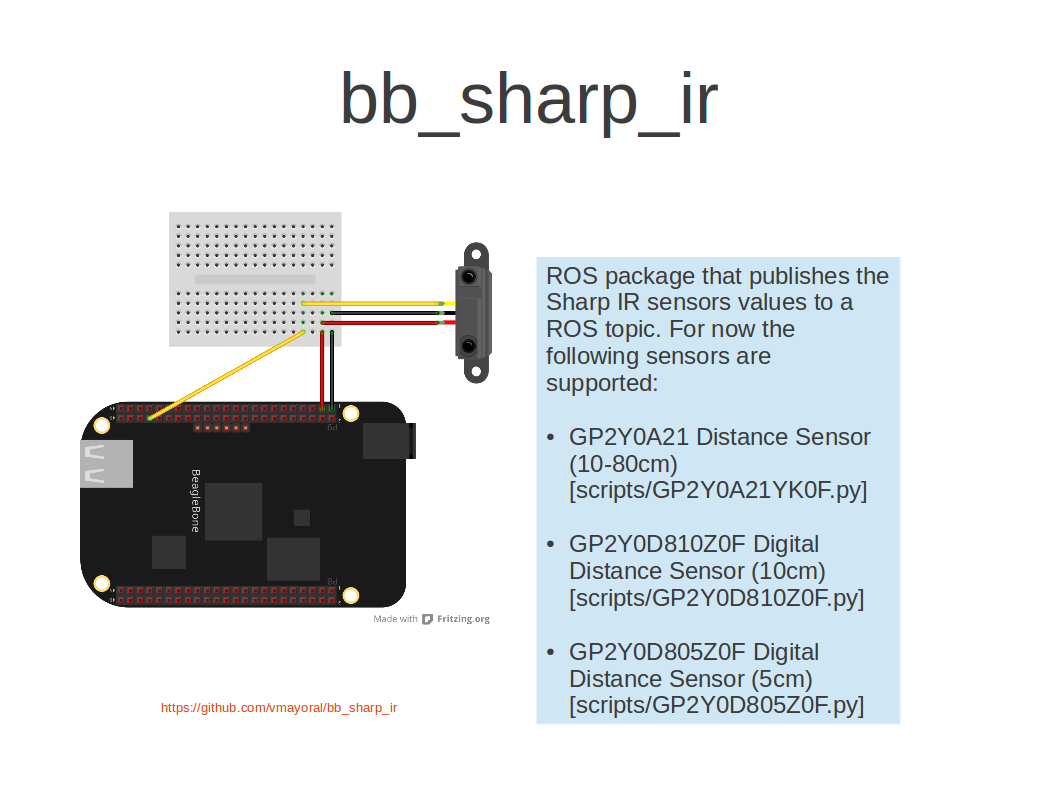 bb_sharp_ir
ROS package that publishes the
Sharp IR sensors values to a
ROS topic. For now the
following sensors are
supported:
• GP2Y0A21 Distance Sensor
(10-80cm)
[scripts/GP2Y0A21YK0F.py]
• GP2Y0D810Z0F Digital
Distance Sensor (10cm)
[scripts/GP2Y0D810Z0F.py]
• GP2Y0D805Z0F Digital
Distance Sensor (5cm)
[scripts/GP2Y0D805Z0F.py]
BeagleBone
Made with Fritzing.org
https://github.com/vmayoral/bb_sharp_ir